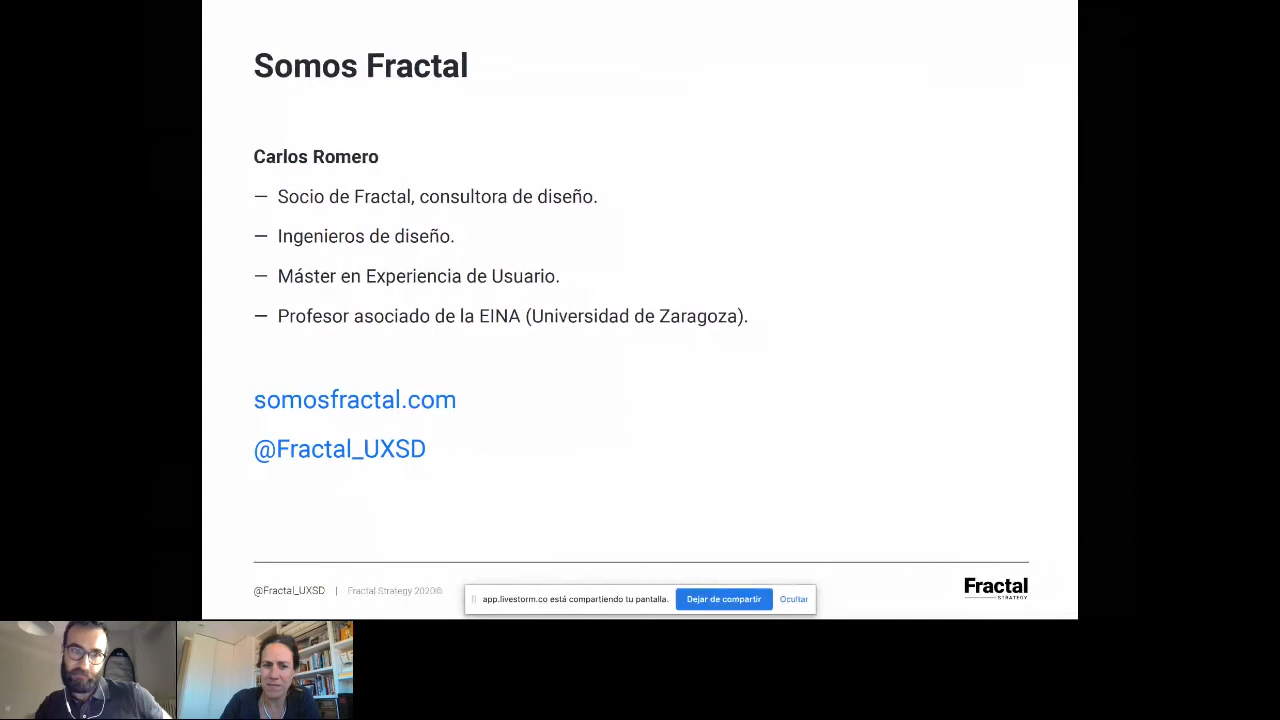 Somos Fractal
Carlos Romero
— Socio de Fractal, consultora de diseño.
— Ingenieros de diseño.
— Máster en Experiencia de Usuario.
— Profesor asociado de la EINA (Universidad de Zaragoza).
somosfractal.com
@Fractal_UXSD
@Fractal_UXSD | Fractal Strategy 2020©
app.livestorm.co está compartiendo tu pantalla. Dejar de compartir Ocultar
Fractal
STRATEGY